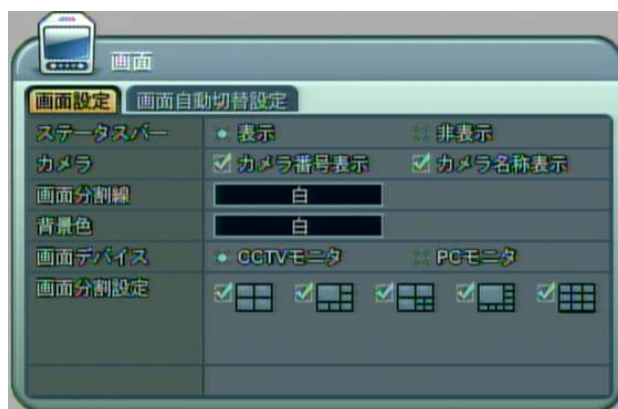 画面
画面設定 画面自動切替設定
ステータスバー 表示 非表示
カメラ カメラ番号表示 カメラ名称表示
画面分割線 白
背景色 白
画面デバイス CCTVモニタ PCモニタ
画面分割設定